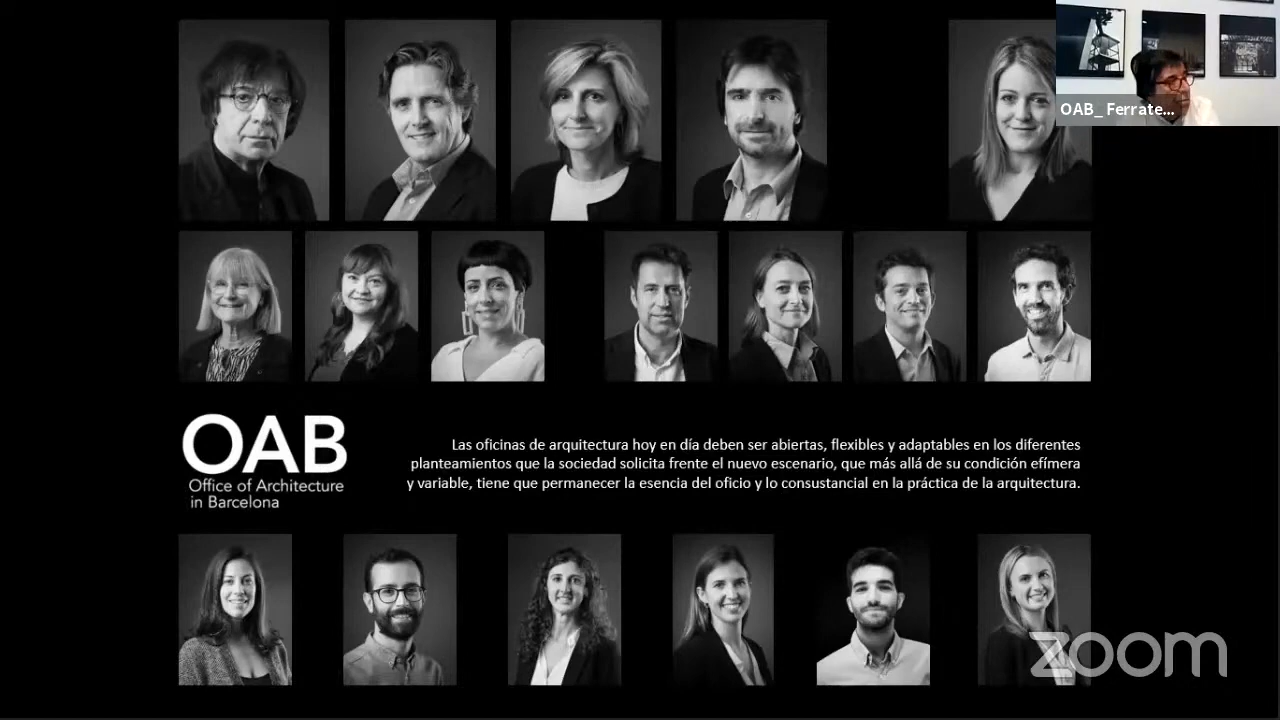 OAB_ Ferrate...
OAB
Office of Architecture
in Barcelona
Las oficinas de arquitectura hoy en día deben ser abiertas, flexibles y adaptables en los diferentes
planteamientos que la sociedad solicita frente el nuevo escenario, que más allá de su condición efímera
y variable, tiene que permanecer la esencia del oficio y lo consustancial en la práctica de la arquitectura.
zoom